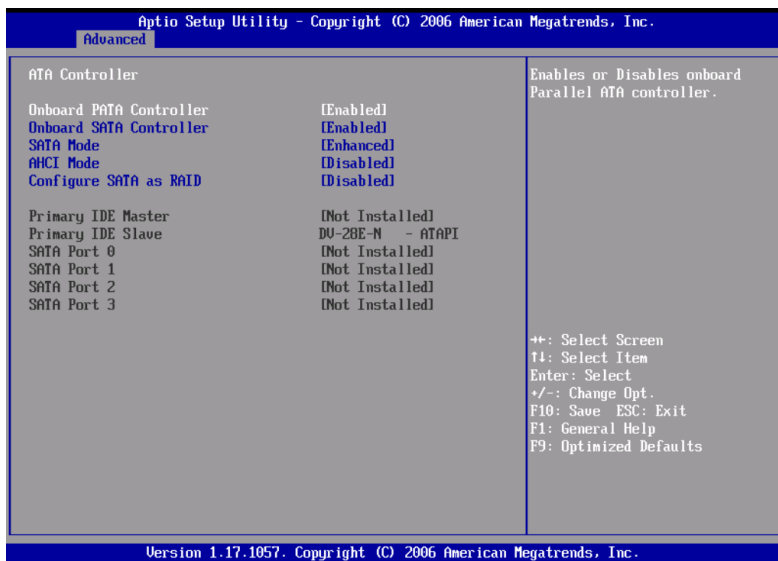 Aptio Setup Utility - Copyright (C) 2006 American Megatrends, Inc.
Advanced
ATA Controller
Onboard PATA Controller [Enabled]
Onboard SATA Controller [Enabled]
SATA Mode [Enhanced]
AHCI Mode [Disabled]
Configure SATA as RAID [Disabled]
Primary IDE Master [Not Installed]
Primary IDE Slave DV-28E-N - ATAPI
SATA Port 0 [Not Installed]
SATA Port 1 [Not Installed]
SATA Port 2 [Not Installed]
SATA Port 3 [Not Installed]
Enables or Disables onboard
Parallel ATA controller.
→←: Select Screen
↑↓: Select Item
Enter: Select
+/-: Change Opt.
F10: Save ESC: Exit
F1: General Help
F9: Optimized Defaults
Version 1.17.1057. Copyright (C) 2006 American Megatrends, Inc.